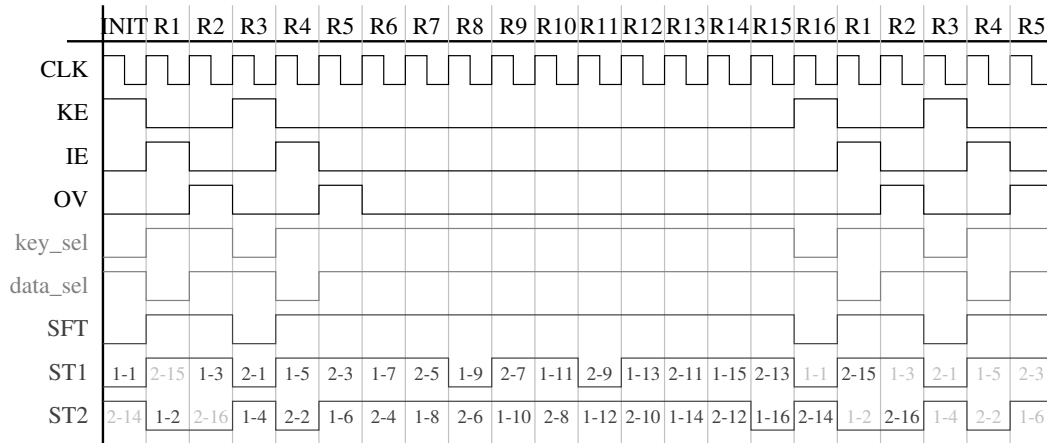 INIT R1 R2 R3 R4 R5 R6 R7 R8 R9 R10 R11 R12 R13 R14 R15 R16 R1 R2 R3 R4 R5
CLK
KE
IE
OV
key_sel
data_sel
SFT
ST1 1-1 2-15 1-3 2-1 1-5 2-3 1-7 2-5 1-9 2-7 1-11 2-9 1-13 2-11 1-15 2-13 1-1 2-15 1-3 2-1 1-5 2-3
ST2 2-14 1-2 2-16 1-4 2-2 1-6 2-4 1-8 2-6 1-10 2-8 1-12 2-10 1-14 2-12 1-16 2-14 1-2 2-16 1-4 2-2 1-6